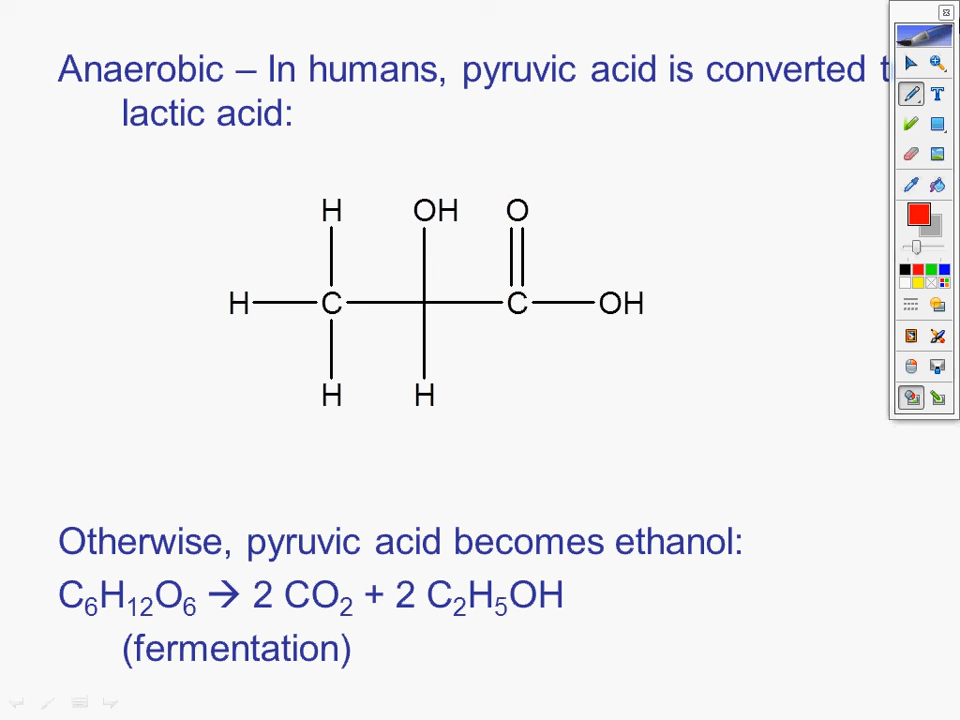 Anaerobic – In humans, pyruvic acid is converted
lactic acid:
H OH O
H C C OH
H H
Otherwise, pyruvic acid becomes ethanol:
C₆H₁₂O₆ → 2 CO₂ + 2 C₂H₅OH
(fermentation)